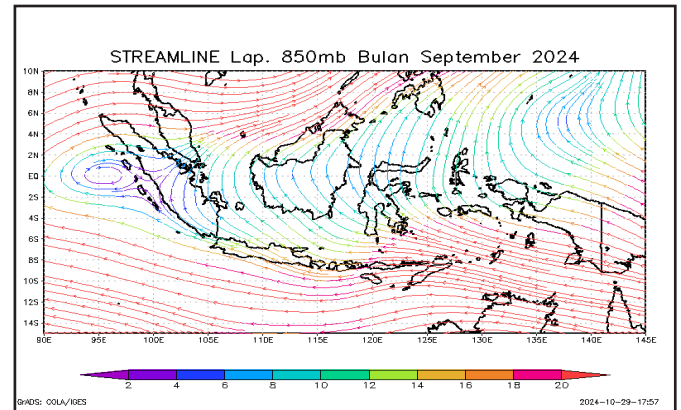 STREAMLINE Lap. 850mb Bulan September 2024
10N
8N
6N
4N
2N
EQ
2S
4S
6S
8S
10S
12S
14S
90E 95E 100E 105E 110E 115E 120E 125E 130E 135E 140E 145E
2 4 6 8 10 12 14 16 18 20
GrADS: COLA/IGES 2024-10-29-17:57